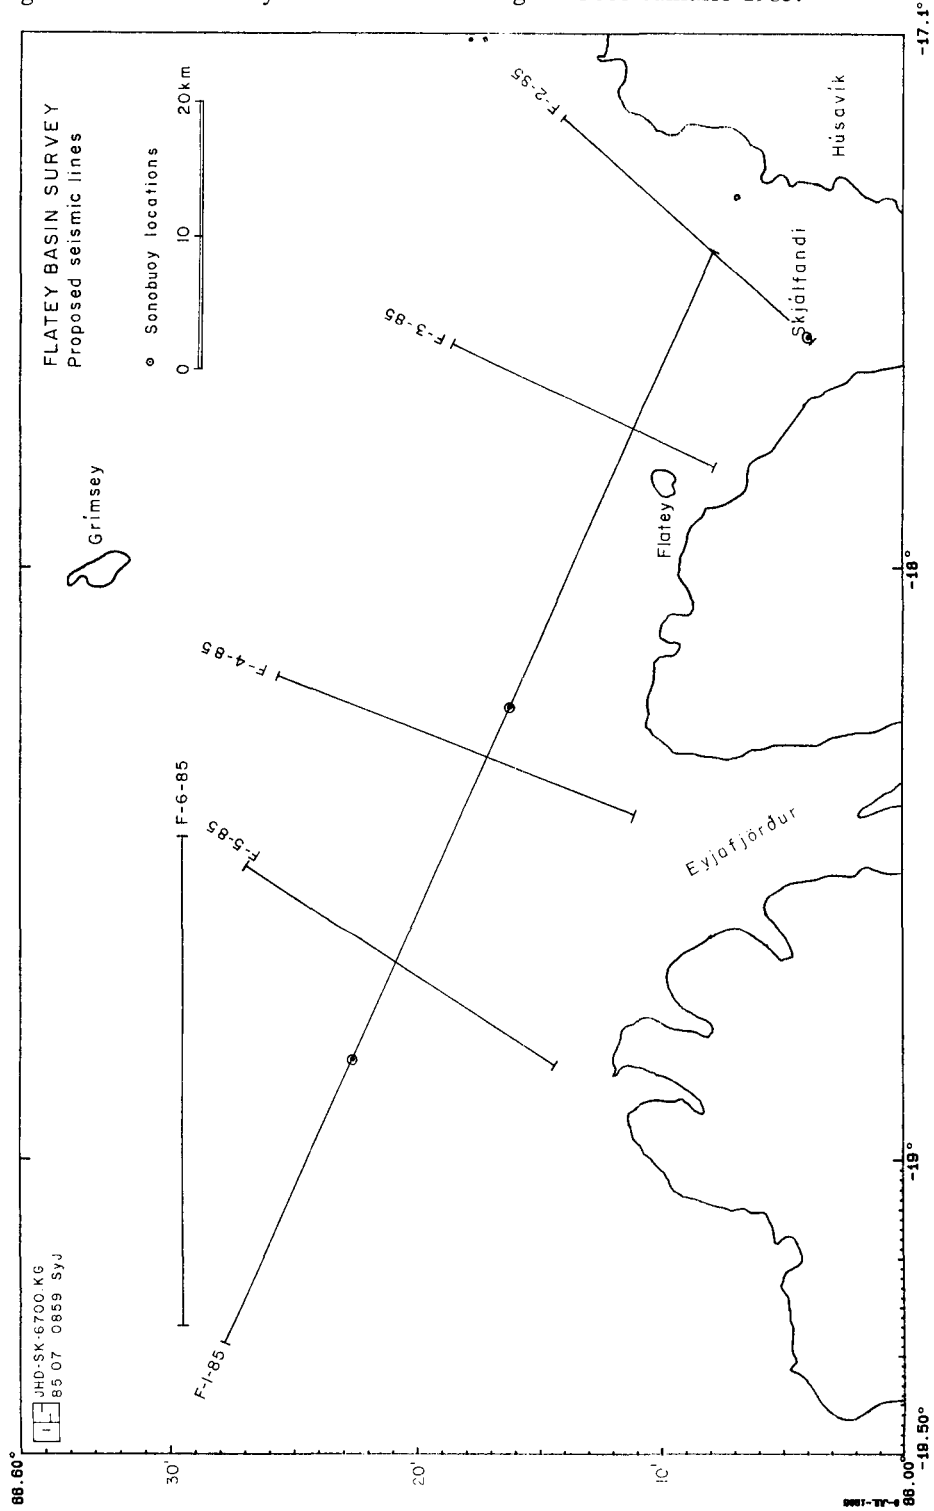 FLATEY BASIN SURVEY
Proposed seismic lines
Sonobuoy locations
0 10 20km
JHD-SK-6700.KG
85 07 0859 SyJ
Grímsey
F-1-85
F-2-85
F-3-85
F-4-85
F-5-85
F-6-85
Flatey
Skjálfandi
Húsavík
Eyjafjörður
66.60°
30'
20'
10'
66.00°
-19.50°
-19°
-18°
-17.1°